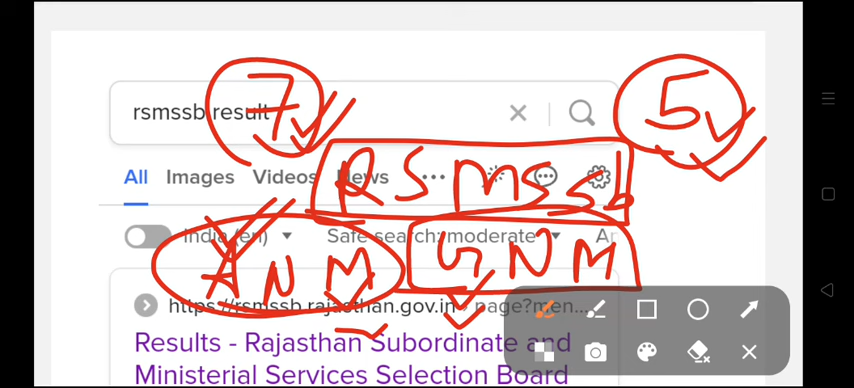 rsmssb result
7
5
All Images Videos News
RSMSSb
India (en) Safe search: moderate
ANM GNM
https://rsmssb.rajasthan.gov.in › page?men...
Results - Rajasthan Subordinate and
Ministerial Services Selection Board